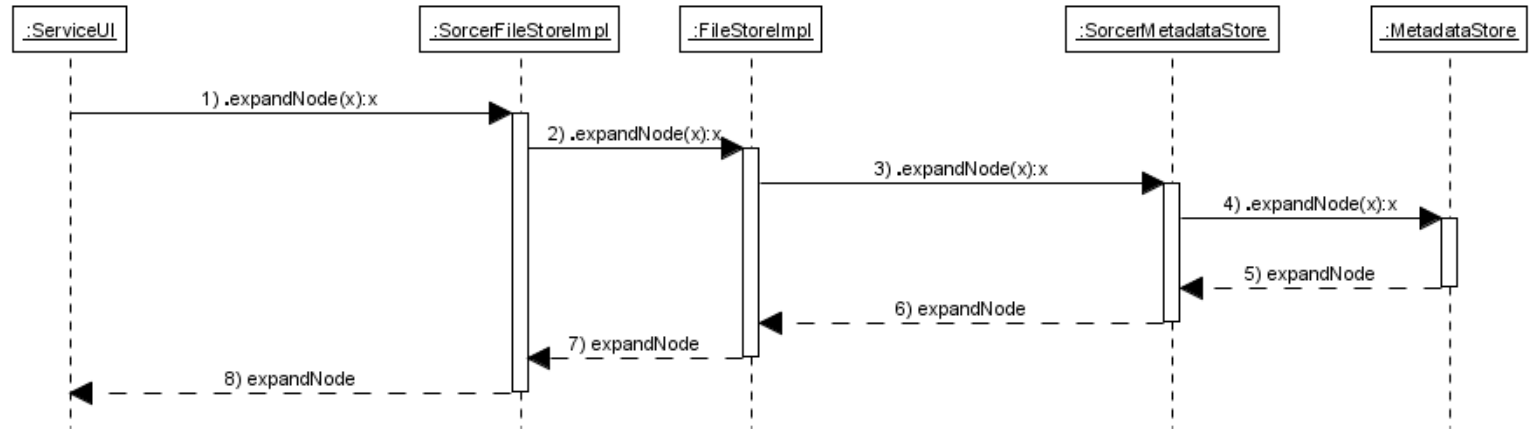 :ServiceUI
:SorcerFileStoreImpl
:FileStoreImpl
:SorcerMetadataStore
:MetadataStore
1) .expandNode(x):x
2) .expandNode(x):x
3) .expandNode(x):x
4) .expandNode(x):x
5) expandNode
6) expandNode
7) expandNode
8) expandNode